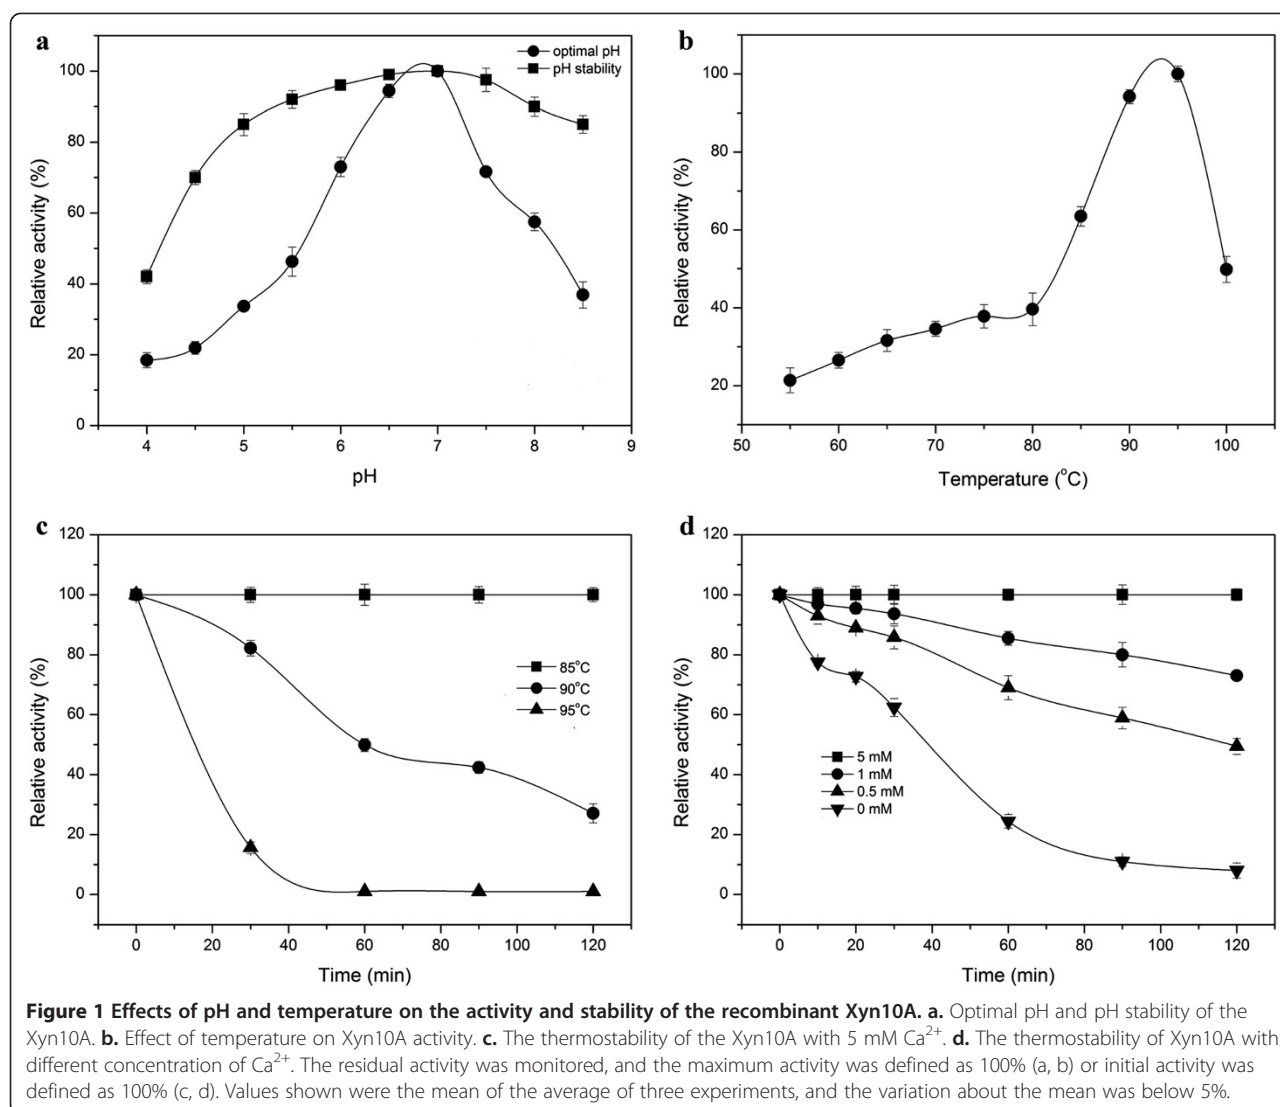 a
optimal pH
pH stability
Relative activity (%)
100
80
60
40
20
0
4
5
6
7
8
9
pH
b
Relative activity (%)
100
80
60
40
20
50
60
70
80
90
100
Temperature (°C)
c
Relative activity (%)
120
100
80
60
40
20
0
85°C
90°C
95°C
0
20
40
60
80
100
120
Time (min)
d
Relative activity (%)
120
100
80
60
40
20
0
5 mM
1 mM
0.5 mM
0 mM
0
20
40
60
80
100
120
Time (min)
Figure 1 Effects of pH and temperature on the activity and stability of the recombinant Xyn10A. a. Optimal pH and pH stability of the
Xyn10A. b. Effect of temperature on Xyn10A activity. c. The thermostability of the Xyn10A with 5 mM Ca²⁺. d. The thermostability of Xyn10A with
different concentration of Ca²⁺. The residual activity was monitored, and the maximum activity was defined as 100% (a, b) or initial activity was
defined as 100% (c, d). Values shown were the mean of the average of three experiments, and the variation about the mean was below 5%.